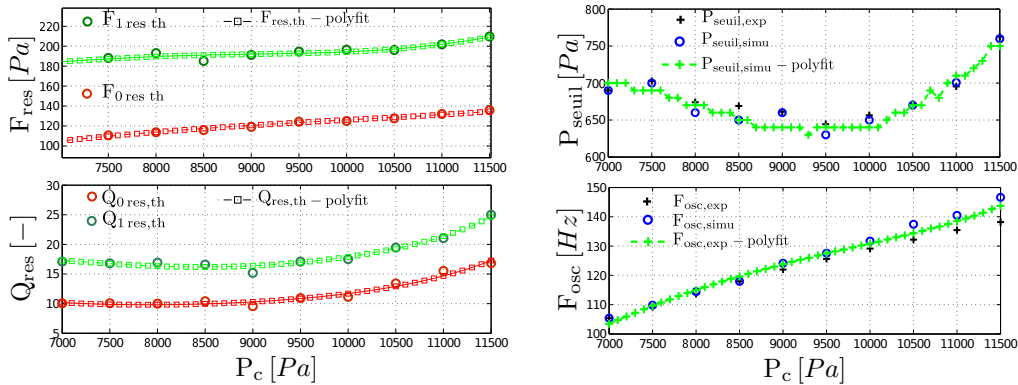 F1 res th
F res,th − polyfit
F0 res th
Fres [Pa]
220
200
180
160
140
120
100
7500 8000 8500 9000 9500 10000 10500 11000 11500
Q0 res,th
Q1 res,th
Qres,th − polyfit
Qres [−]
30
25
20
15
10
5
7000 7500 8000 8500 9000 9500 10000 10500 11000 11500
Pc [Pa]
Pseuil,exp
Pseuil,simu
Pseuil,simu − polyfit
P seuil [Pa]
750
700
650
600
7000 7500 8000 8500 9000 9500 10000 10500 11000 11500
Fosc,exp
Fosc,simu
Fosc,exp − polyfit
Fosc [Hz]
150
140
130
120
110
100
7000 7500 8000 8500 9000 9500 10000 10500 11000 11500
Pc [Pa]